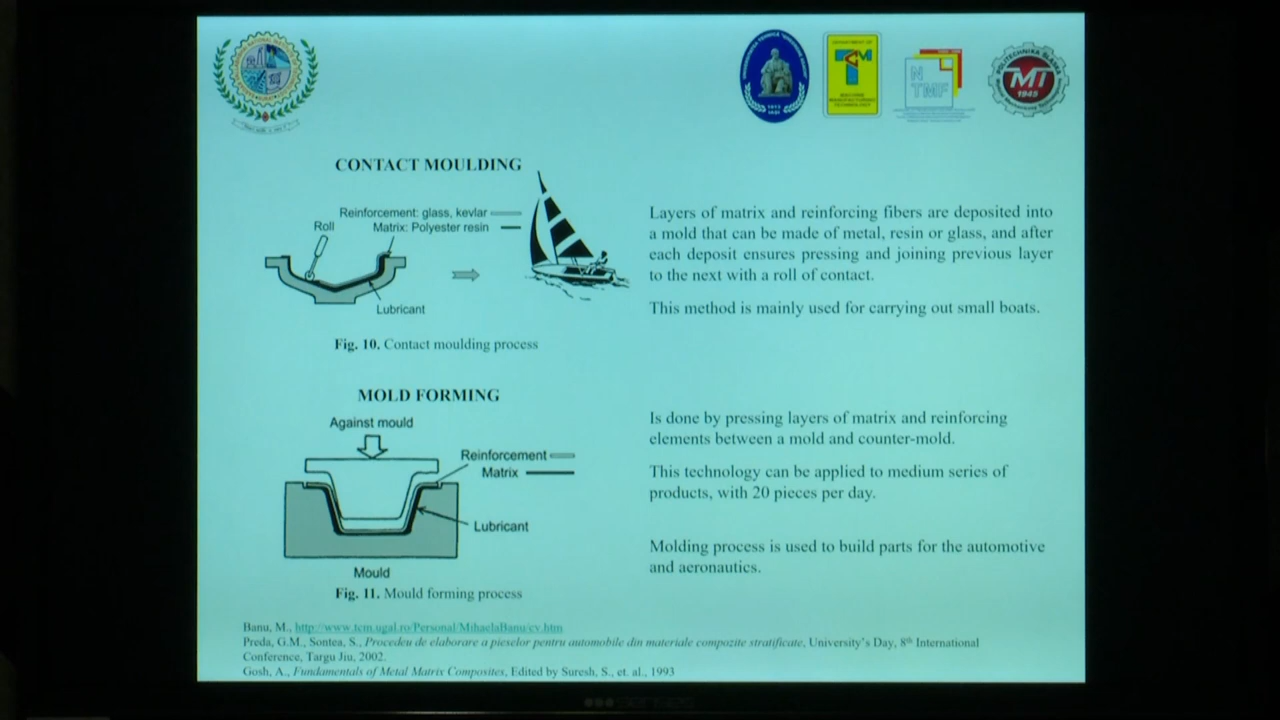 CONTACT MOULDING
Reinforcement: glass, kevlar
Roll
Matrix: Polyester resin
Lubricant
Fig. 10. Contact moulding process
Layers of matrix and reinforcing fibers are deposited into
a mold that can be made of metal, resin or glass, and after
each deposit ensures pressing and joining previous layer
to the next with a roll of contact.
This method is mainly used for carrying out small boats.
MOLD FORMING
Against mould
Reinforcement
Matrix
Lubricant
Mould
Fig. 11. Mould forming process
Is done by pressing layers of matrix and reinforcing
elements between a mold and counter-mold.
This technology can be applied to medium series of
products, with 20 pieces per day.
Molding process is used to build parts for the automotive
and aeronautics.
Banu, M., http://www.tcm.ugal.ro/Personal/MihaelaBanu/cv.htm
Preda, G.M., Sontea, S., Procedeu de elaborare a pieselor pentru automobile din materiale compozite stratificate, University's Day, 8th International
Conference, Targu Jiu, 2002.
Gosh, A., Fundamentals of Metal Matrix Composites, Edited by Suresh, S., et. al., 1993
TCM
N
TMF
MT
1945